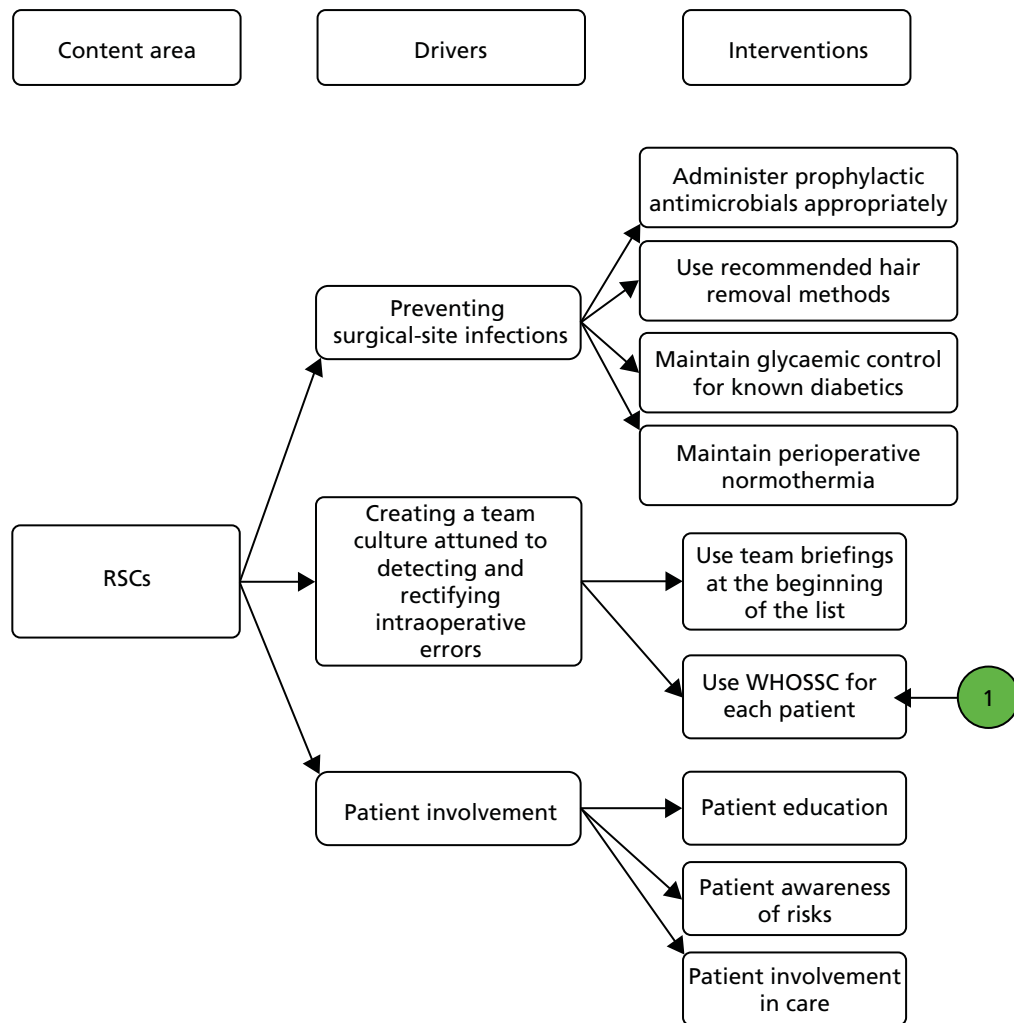 Content area
Drivers
Interventions
Administer prophylactic
antimicrobials appropriately
Use recommended hair
removal methods
Preventing
surgical-site infections
Maintain glycaemic control
for known diabetics
Maintain perioperative
normothermia
RSCs
Creating a team
culture attuned to
detecting and
rectifying
intraoperative
errors
Use team briefings
at the beginning
of the list
Use WHOSSC for
each patient
1
Patient involvement
Patient education
Patient awareness
of risks
Patient involvement
in care